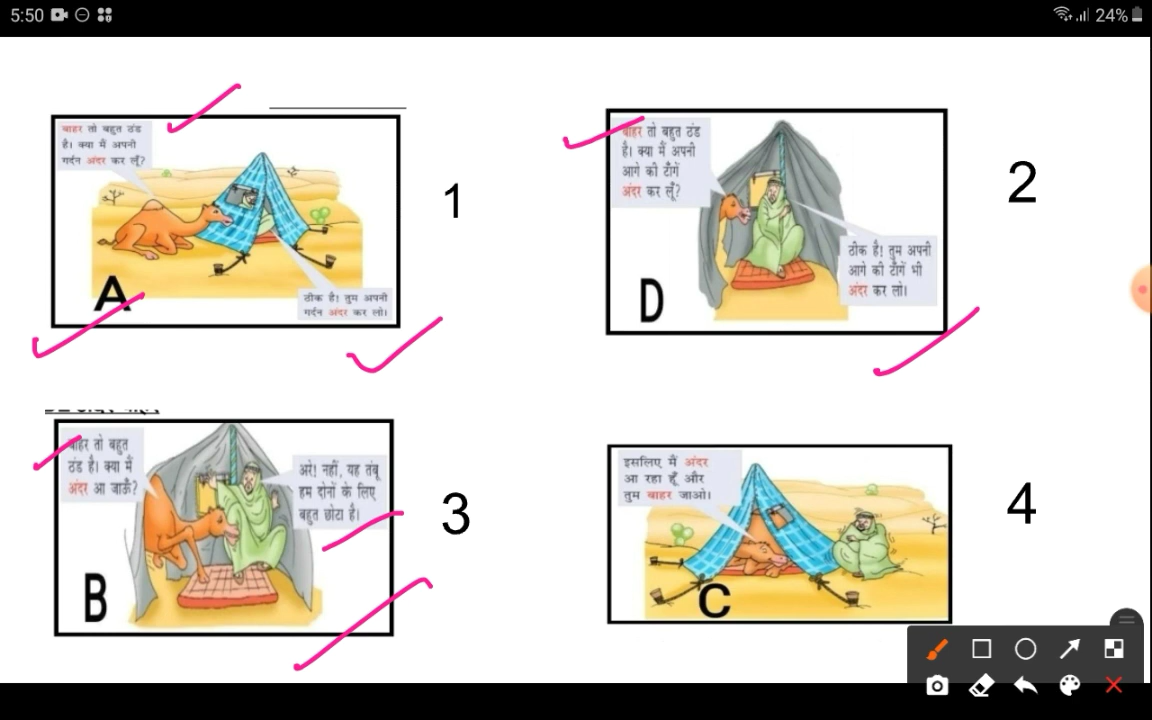 5:50
24%
बाहर तो बहुत ठंड
है। क्या मैं अपनी
गर्दन अंदर कर लूँ?
ठीक है! तुम अपनी
गर्दन अंदर कर लो।
A
1
बाहर तो बहुत ठंड
है। क्या मैं अपनी
आगे की टाँगें
अंदर कर लूँ?
ठीक है! तुम अपनी
आगे की टाँगें भी
अंदर कर लो।
D
2
बाहर तो बहुत
ठंड है। क्या मैं
अंदर आ जाऊँ?
अरे! नहीं, यह तंबू
हम दोनों के लिए
बहुत छोटा है।
B
3
इसलिए मैं अंदर
आ रहा हूँ और
तुम बाहर जाओ।
C
4